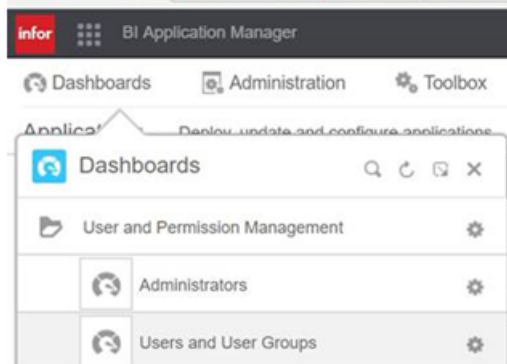 infor BI Application Manager
Dashboards Administration Toolbox
Applicat Deploy, update and configure applications
Dashboards
User and Permission Management
Administrators
Users and User Groups